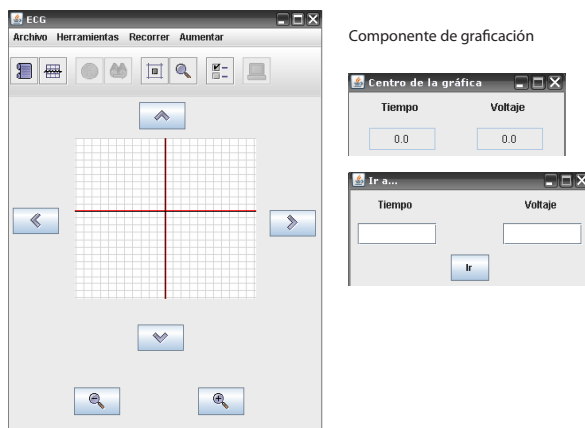 ECG
Archivo Herramientas Recorrer Aumentar
Componente de graficación
Centro de la gráfica
Tiempo Voltaje
0.0 0.0
Ir a...
Tiempo Voltaje
Ir